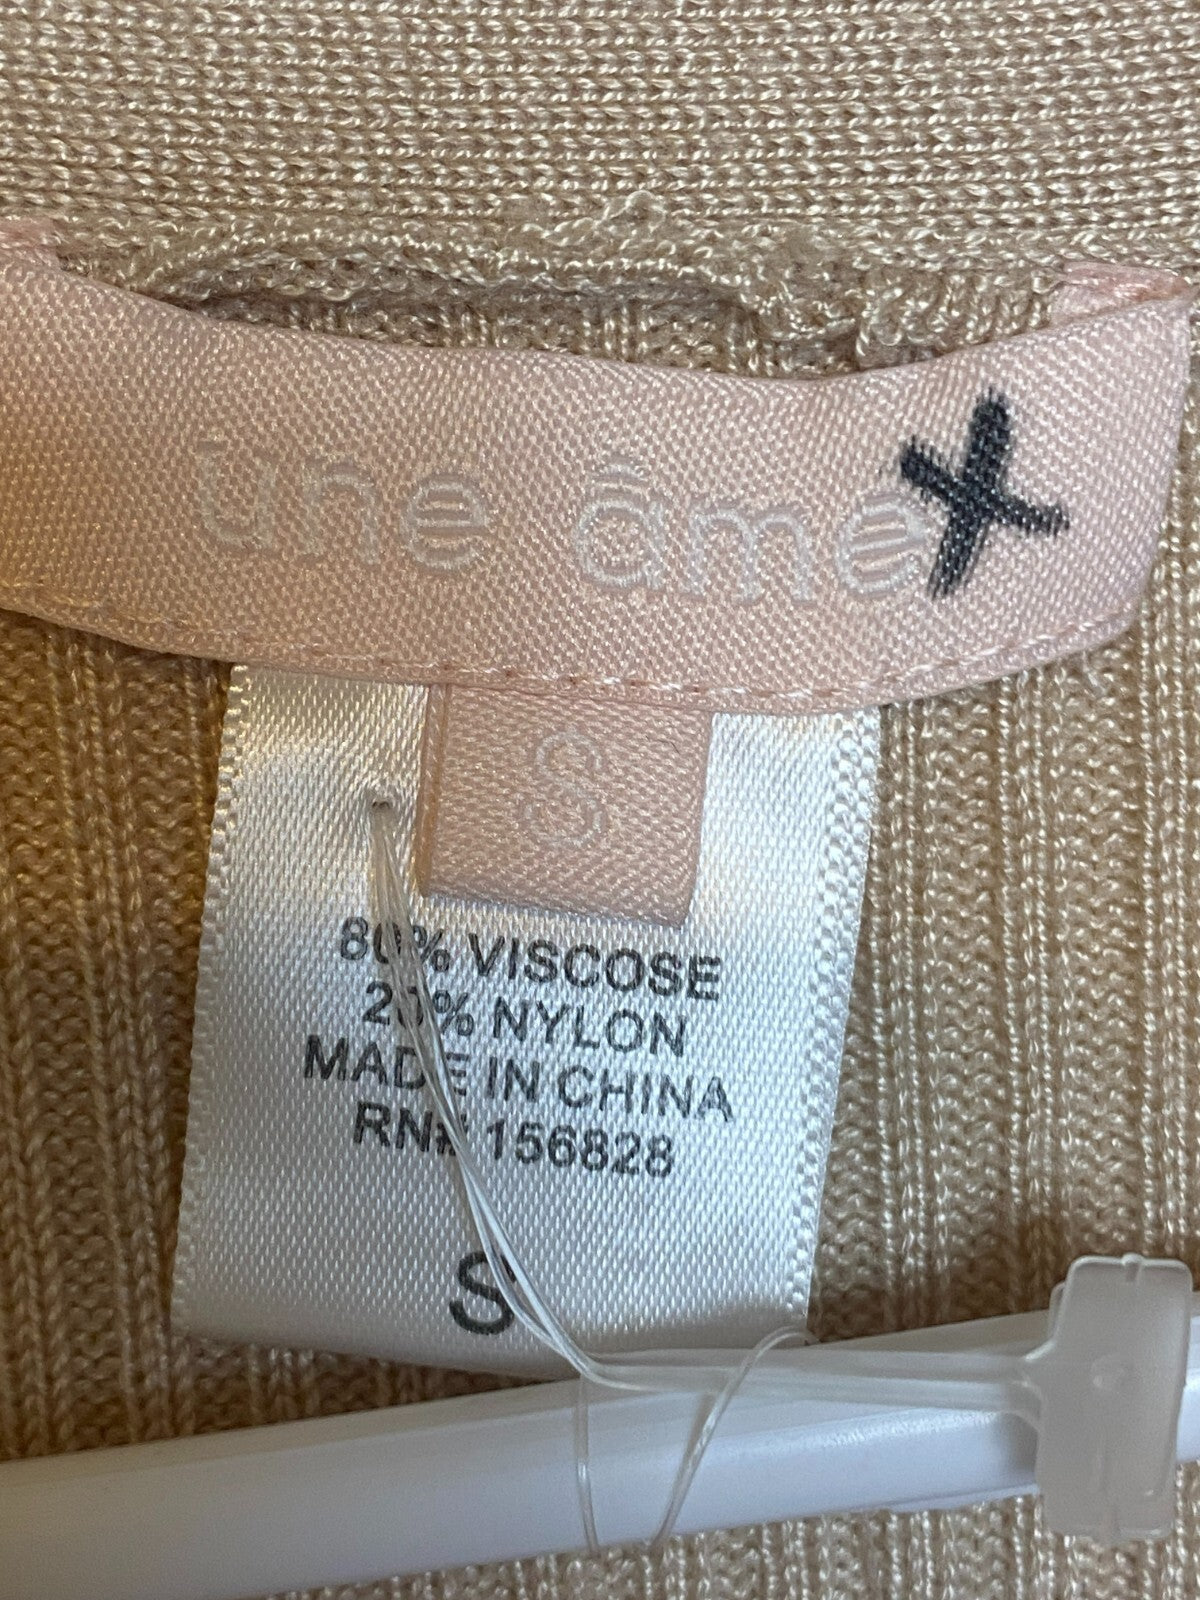 une âme
S
80% VISCOSE
20% NYLON
MADE IN CHINA
RN# 156828
S